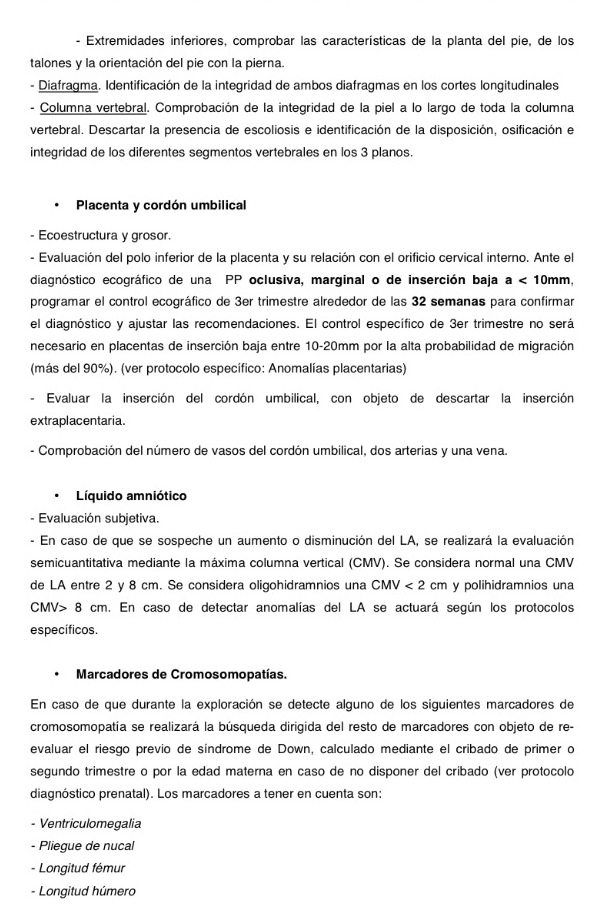 - Extremidades inferiores, comprobar las características de la planta del pie, de los
talones y la orientación del pie con la pierna.
- Diafragma. Identificación de la integridad de ambos diafragmas en los cortes longitudinales
- Columna vertebral. Comprobación de la integridad de la piel a lo largo de toda la columna
vertebral. Descartar la presencia de escoliosis e identificación de la disposición, osificación e
integridad de los diferentes segmentos vertebrales en los 3 planos.
• Placenta y cordón umbilical
- Ecoestructura y grosor.
- Evaluación del polo inferior de la placenta y su relación con el orificio cervical interno. Ante el
diagnóstico ecográfico de una PP oclusiva, marginal o de inserción baja a < 10mm,
programar el control ecográfico de 3er trimestre alrededor de las 32 semanas para confirmar
el diagnóstico y ajustar las recomendaciones. El control específico de 3er trimestre no será
necesario en placentas de inserción baja entre 10-20mm por la alta probabilidad de migración
(más del 90%). (ver protocolo específico: Anomalías placentarias)
- Evaluar la inserción del cordón umbilical, con objeto de descartar la inserción
extraplacentaria.
- Comprobación del número de vasos del cordón umbilical, dos arterias y una vena.
• Líquido amniótico
- Evaluación subjetiva.
- En caso de que se sospeche un aumento o disminución del LA, se realizará la evaluación
semicuantitativa mediante la máxima columna vertical (CMV). Se considera normal una CMV
de LA entre 2 y 8 cm. Se considera oligohidramnios una CMV < 2 cm y polihidramnios una
CMV> 8 cm. En caso de detectar anomalías del LA se actuará según los protocolos
específicos.
• Marcadores de Cromosomopatías.
En caso de que durante la exploración se detecte alguno de los siguientes marcadores de
cromosomopatía se realizará la búsqueda dirigida del resto de marcadores con objeto de re-
evaluar el riesgo previo de síndrome de Down, calculado mediante el cribado de primer o
segundo trimestre o por la edad materna en caso de no disponer del cribado (ver protocolo
diagnóstico prenatal). Los marcadores a tener en cuenta son:
- Ventriculomegalia
- Pliegue de nucal
- Longitud fémur
- Longitud húmero